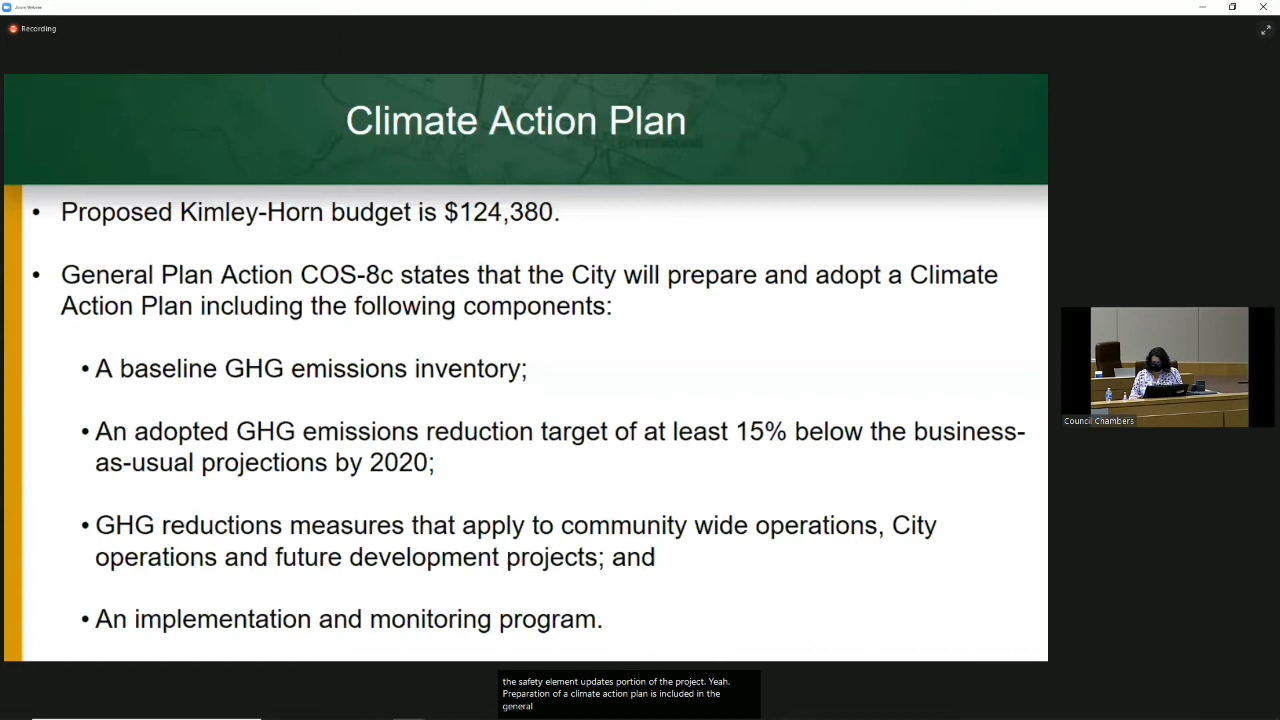 Zoom Webinar
Recording
Climate Action Plan
Brentwood
• Proposed Kimley-Horn budget is $124,380.
• General Plan Action COS-8c states that the City will prepare and adopt a Climate
Action Plan including the following components:
• A baseline GHG emissions inventory;
• An adopted GHG emissions reduction target of at least 15% below the business-
as-usual projections by 2020;
• GHG reductions measures that apply to community wide operations, City
operations and future development projects; and
• An implementation and monitoring program.
Council Chambers
the safety element updates portion of the project. Yeah.
Preparation of a climate action plan is included in the
general